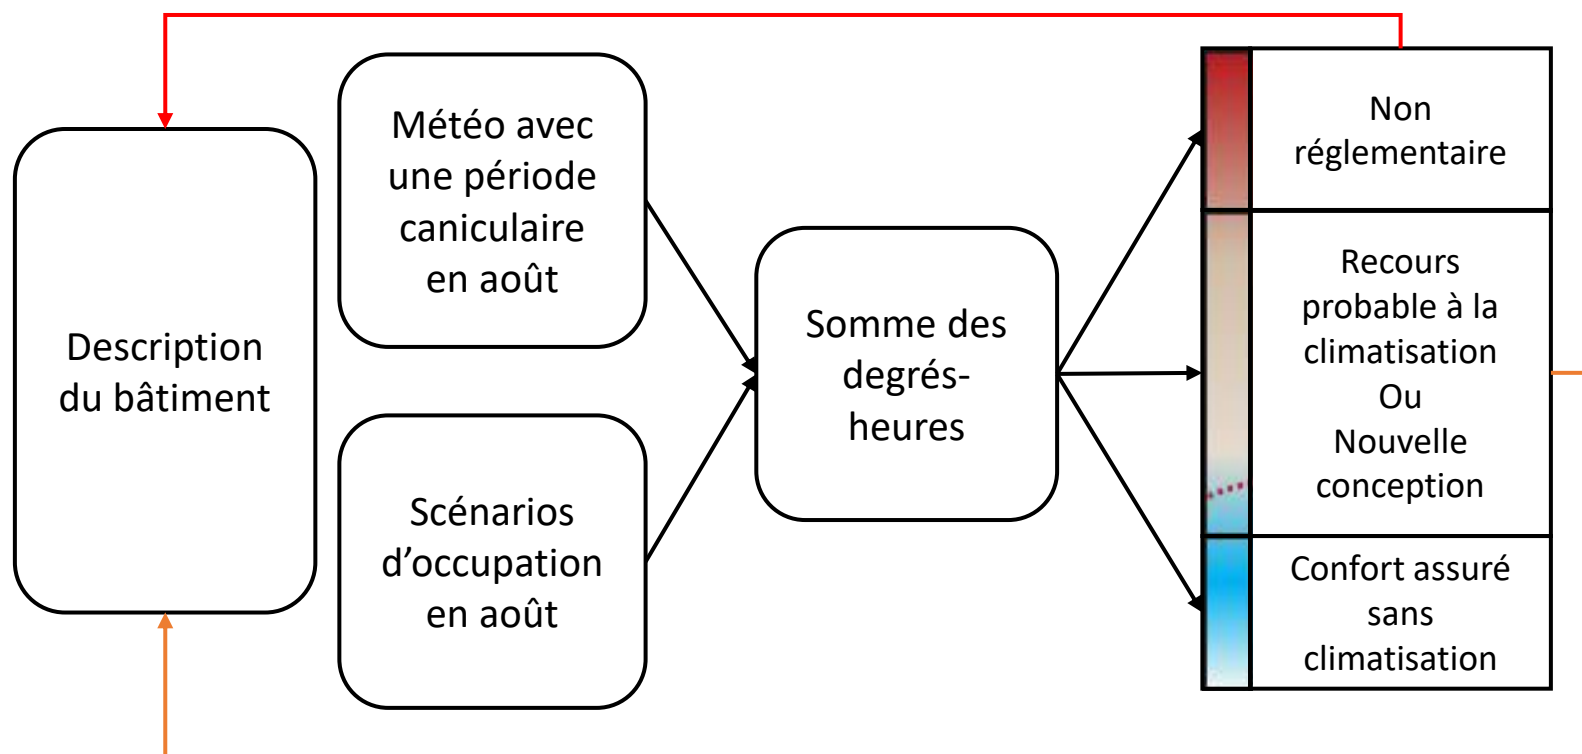 Description
du bâtiment
Météo avec
une période
caniculaire
en août
Scénarios
d’occupation
en août
Somme des
degrés-
heures
Non
réglementaire
Recours
probable à la
climatisation
Ou
Nouvelle
conception
Confort assuré
sans
climatisation